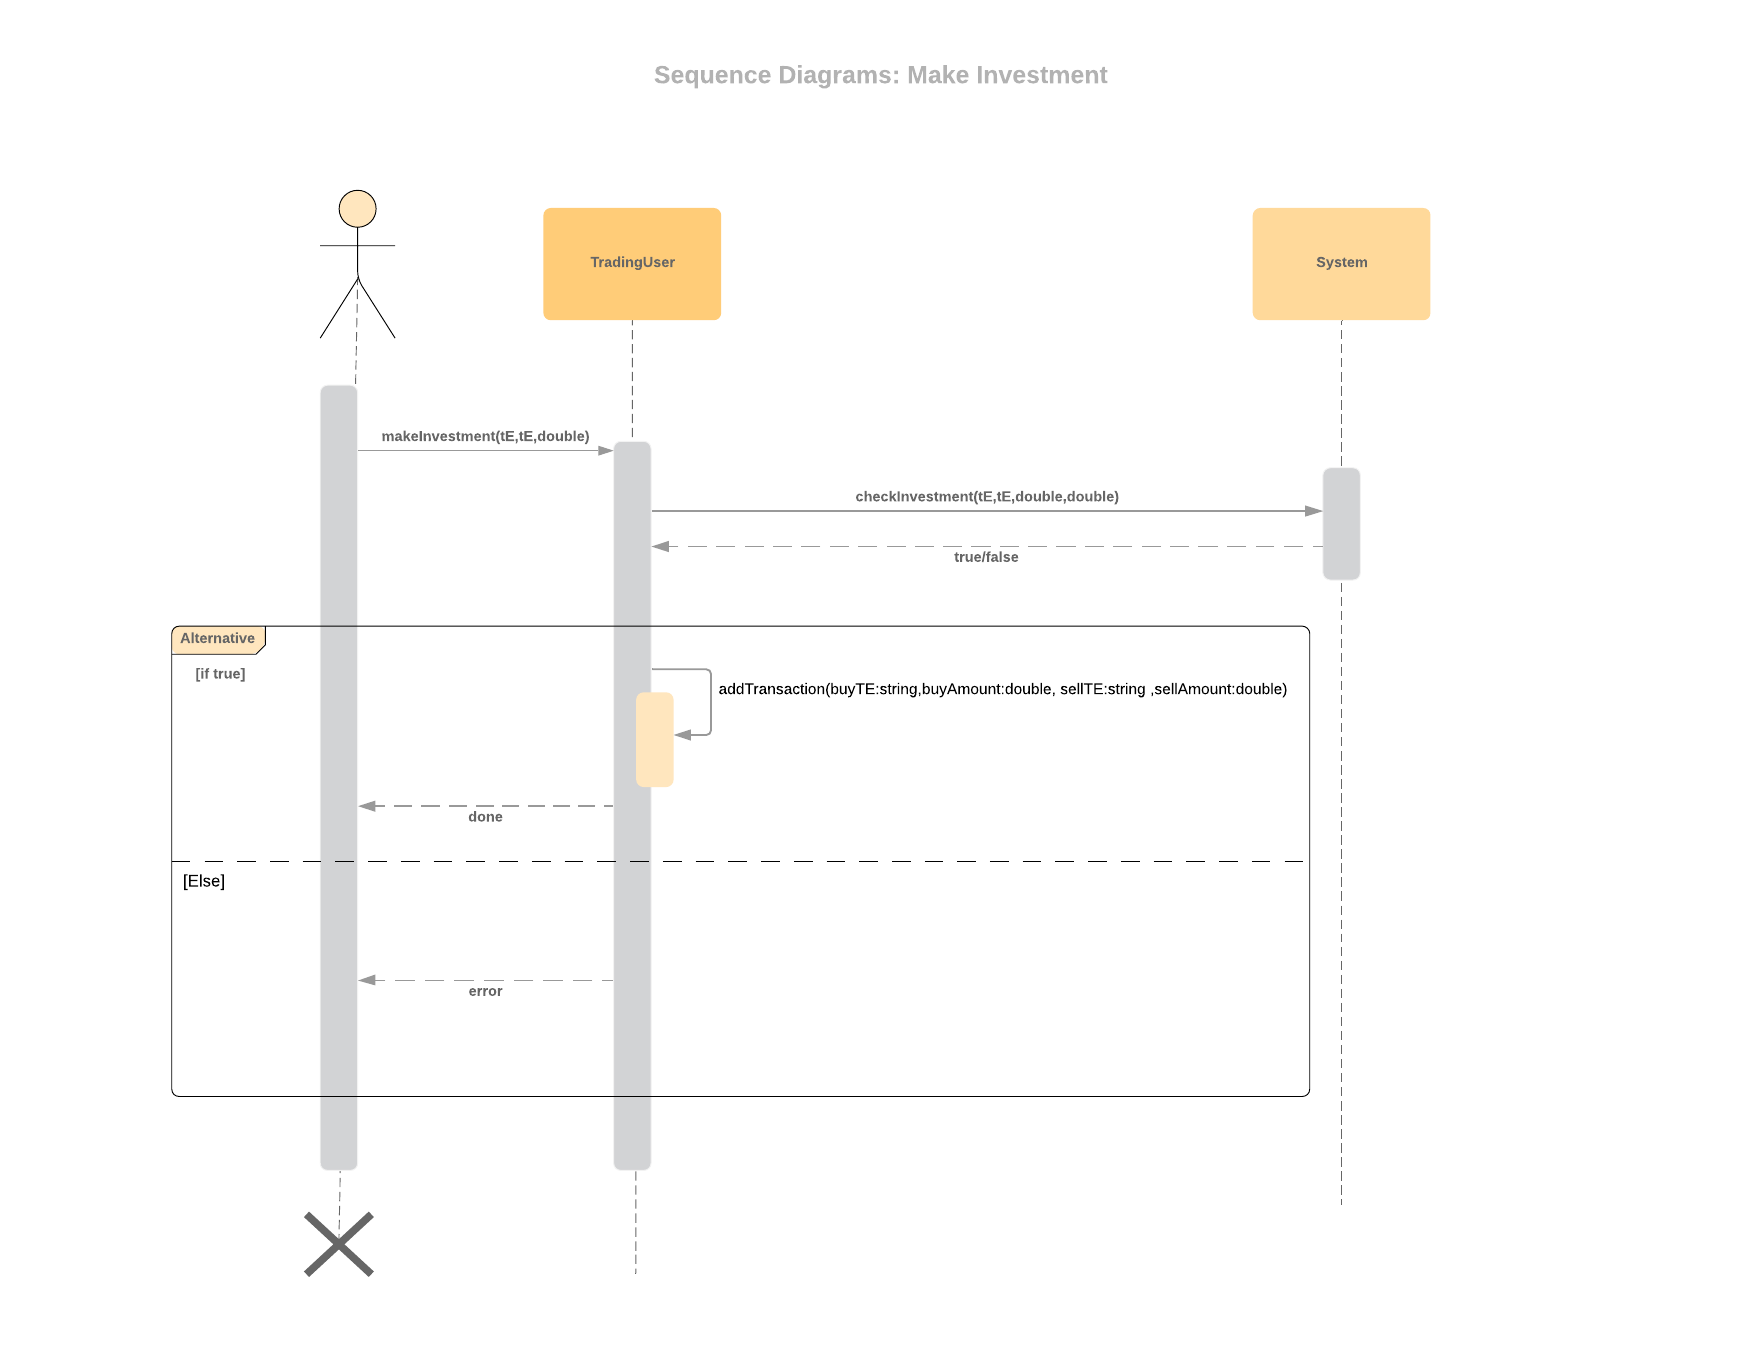 Sequence Diagrams: Make Investment
TradingUser
System
makeInvestment(tE,tE,double)
checkInvestment(tE,tE,double,double)
true/false
Alternative
[if true]
addTransaction(buyTE:string,buyAmount:double, sellTE:string ,sellAmount:double)
done
[Else]
error